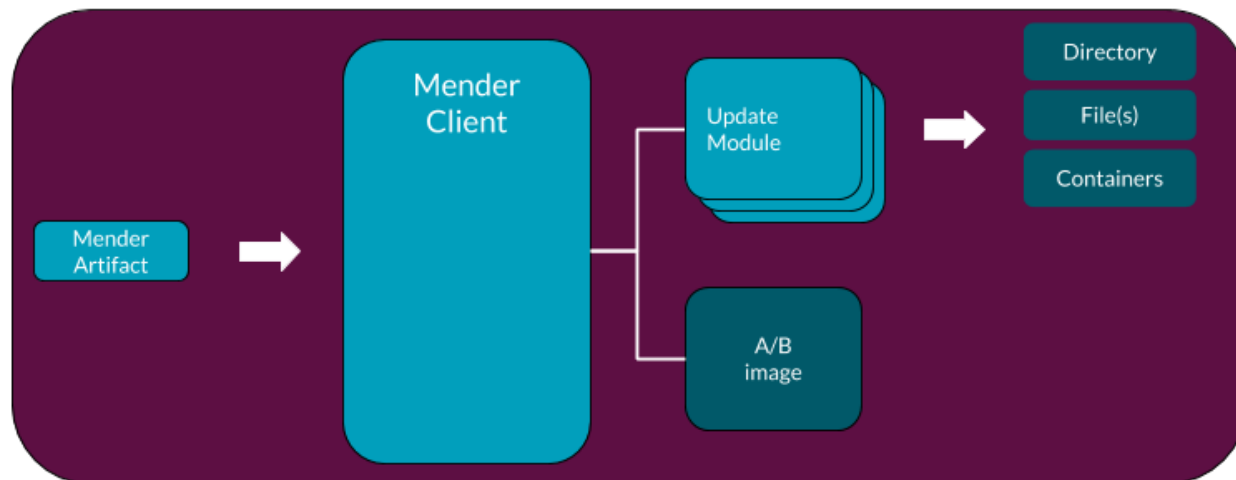 Mender
Client
Update
Module
Directory
File(s)
Containers
Mender
Artifact
A/B
image